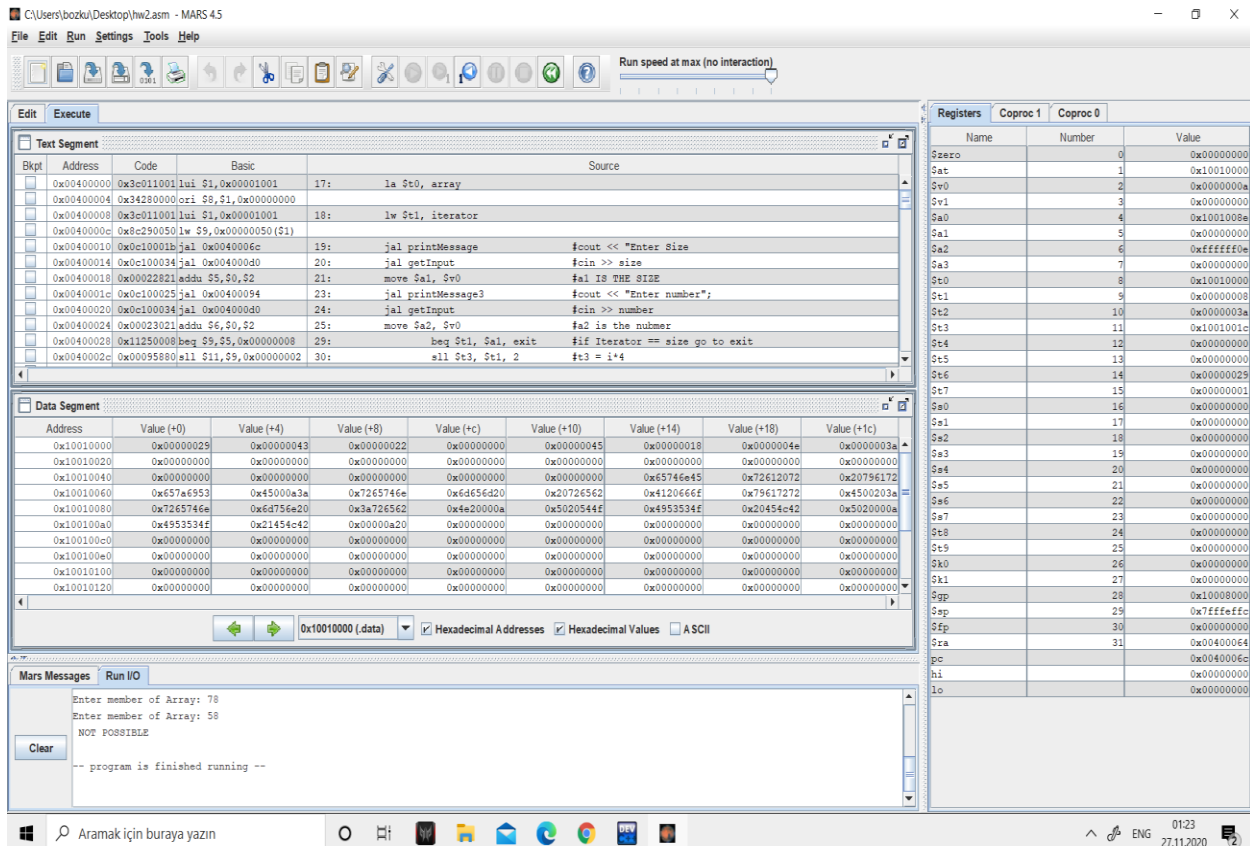 C:\Users\bozku\Desktop\hw2.asm - MARS 4.5
File Edit Run Settings Tools Help
Run speed at max (no interaction)
Edit Execute
Text Segment
Bkpt Address Code Basic Source
0x00400000 0x3c011001 lui $1,0x00001001 17: la $t0, array
0x00400004 0x34280000 ori $8,$1,0x00000000
0x00400008 0x3c011001 lui $1,0x00001001 18: lw $t1, iterator
0x0040000c 0x8c290050 lw $9,0x00000050($1)
0x00400010 0x0c10001b jal 0x0040006c 19: jal printMessage #cout << "Enter Size
0x00400014 0x0c100034 jal 0x004000d0 20: jal getInput #cin >> size
0x00400018 0x00022821 addu $5,$0,$2 21: move $a1, $v0 #a1 IS THE SIZE
0x0040001c 0x0c100025 jal 0x00400094 23: jal printMessage3 #cout << "Enter number";
0x00400020 0x0c100034 jal 0x004000d0 24: jal getInput #cin >> number
0x00400024 0x00023021 addu $6,$0,$2 25: move $a2, $v0 #a2 is the nubmer
0x00400028 0x11250008 beq $9,$5,0x00000008 29: beq $t1, $a1, exit #if Iterator == size go to exit
0x0040002c 0x00095880 sll $11,$9,0x00000002 30: sll $t3, $t1, 2 #t3 = i*4
Data Segment
Address Value (+0) Value (+4) Value (+8) Value (+c) Value (+10) Value (+14) Value (+18) Value (+1c)
0x10010000 0x00000029 0x00000043 0x00000022 0x00000000 0x00000045 0x00000018 0x0000004e 0x0000003a
0x10010020 0x00000000 0x00000000 0x00000000 0x00000000 0x00000000 0x00000000 0x00000000 0x00000000
0x10010040 0x00000000 0x00000000 0x00000000 0x00000000 0x00000000 0x65746e45 0x72612072 0x20796172
0x10010060 0x657a6953 0x45000a3a 0x7265746e 0x6d656d20 0x20726562 0x4120666f 0x79617272 0x4500203a
0x10010080 0x7265746e 0x6d756e20 0x3a726562 0x4e20000a 0x5020544f 0x4953534f 0x20454c42 0x5020000a
0x100100a0 0x4953534f 0x21454c42 0x00000a20 0x00000000 0x00000000 0x00000000 0x00000000 0x00000000
0x100100c0 0x00000000 0x00000000 0x00000000 0x00000000 0x00000000 0x00000000 0x00000000 0x00000000
0x100100e0 0x00000000 0x00000000 0x00000000 0x00000000 0x00000000 0x00000000 0x00000000 0x00000000
0x10010100 0x00000000 0x00000000 0x00000000 0x00000000 0x00000000 0x00000000 0x00000000 0x00000000
0x10010120 0x00000000 0x00000000 0x00000000 0x00000000 0x00000000 0x00000000 0x00000000 0x00000000
0x10010000 (.data) Hexadecimal Addresses Hexadecimal Values ASCII
Mars Messages Run I/O
Enter member of Array: 78
Enter member of Array: 58
NOT POSSIBLE
-- program is finished running --
Clear
Registers Coproc 1 Coproc 0
Name Number Value
$zero 0 0x00000000
$at 1 0x10010000
$v0 2 0x0000000a
$v1 3 0x00000000
$a0 4 0x1001008e
$a1 5 0x00000000
$a2 6 0xffffff0e
$a3 7 0x00000000
$t0 8 0x10010000
$t1 9 0x00000008
$t2 10 0x0000003a
$t3 11 0x1001001c
$t4 12 0x00000000
$t5 13 0x00000000
$t6 14 0x00000029
$t7 15 0x00000001
$s0 16 0x00000000
$s1 17 0x00000000
$s2 18 0x00000000
$s3 19 0x00000000
$s4 20 0x00000000
$s5 21 0x00000000
$s6 22 0x00000000
$s7 23 0x00000000
$t8 24 0x00000000
$t9 25 0x00000000
$k0 26 0x00000000
$k1 27 0x00000000
$gp 28 0x10008000
$sp 29 0x7fffeffc
$fp 30 0x00000000
$ra 31 0x00400064
pc 0x0040006c
hi 0x00000000
lo 0x00000000
Aramak için buraya yazın
DEV
ENG
01:23
27.11.2020
2